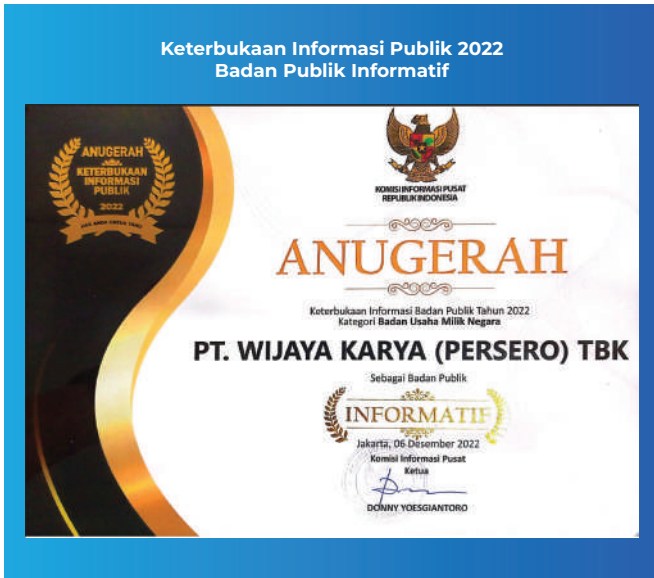 Keterbukaan Informasi Publik 2022
Badan Publik Informatif
ANUGERAH
KETERBUKAAN
INFORMASI
PUBLIK
2022
KOMISI INFORMASI PUSAT
REPUBLIK INDONESIA
ANUGERAH
Keterbukaan Informasi Badan Publik Tahun 2022
Kategori Badan Usaha Milik Negara
PT. WIJAYA KARYA (PERSERO) TBK
Sebagai Badan Publik
INFORMATIF
Jakarta, 06 Desember 2022
Komisi Informasi Pusat
Ketua
DONNY YOESGIANTORO